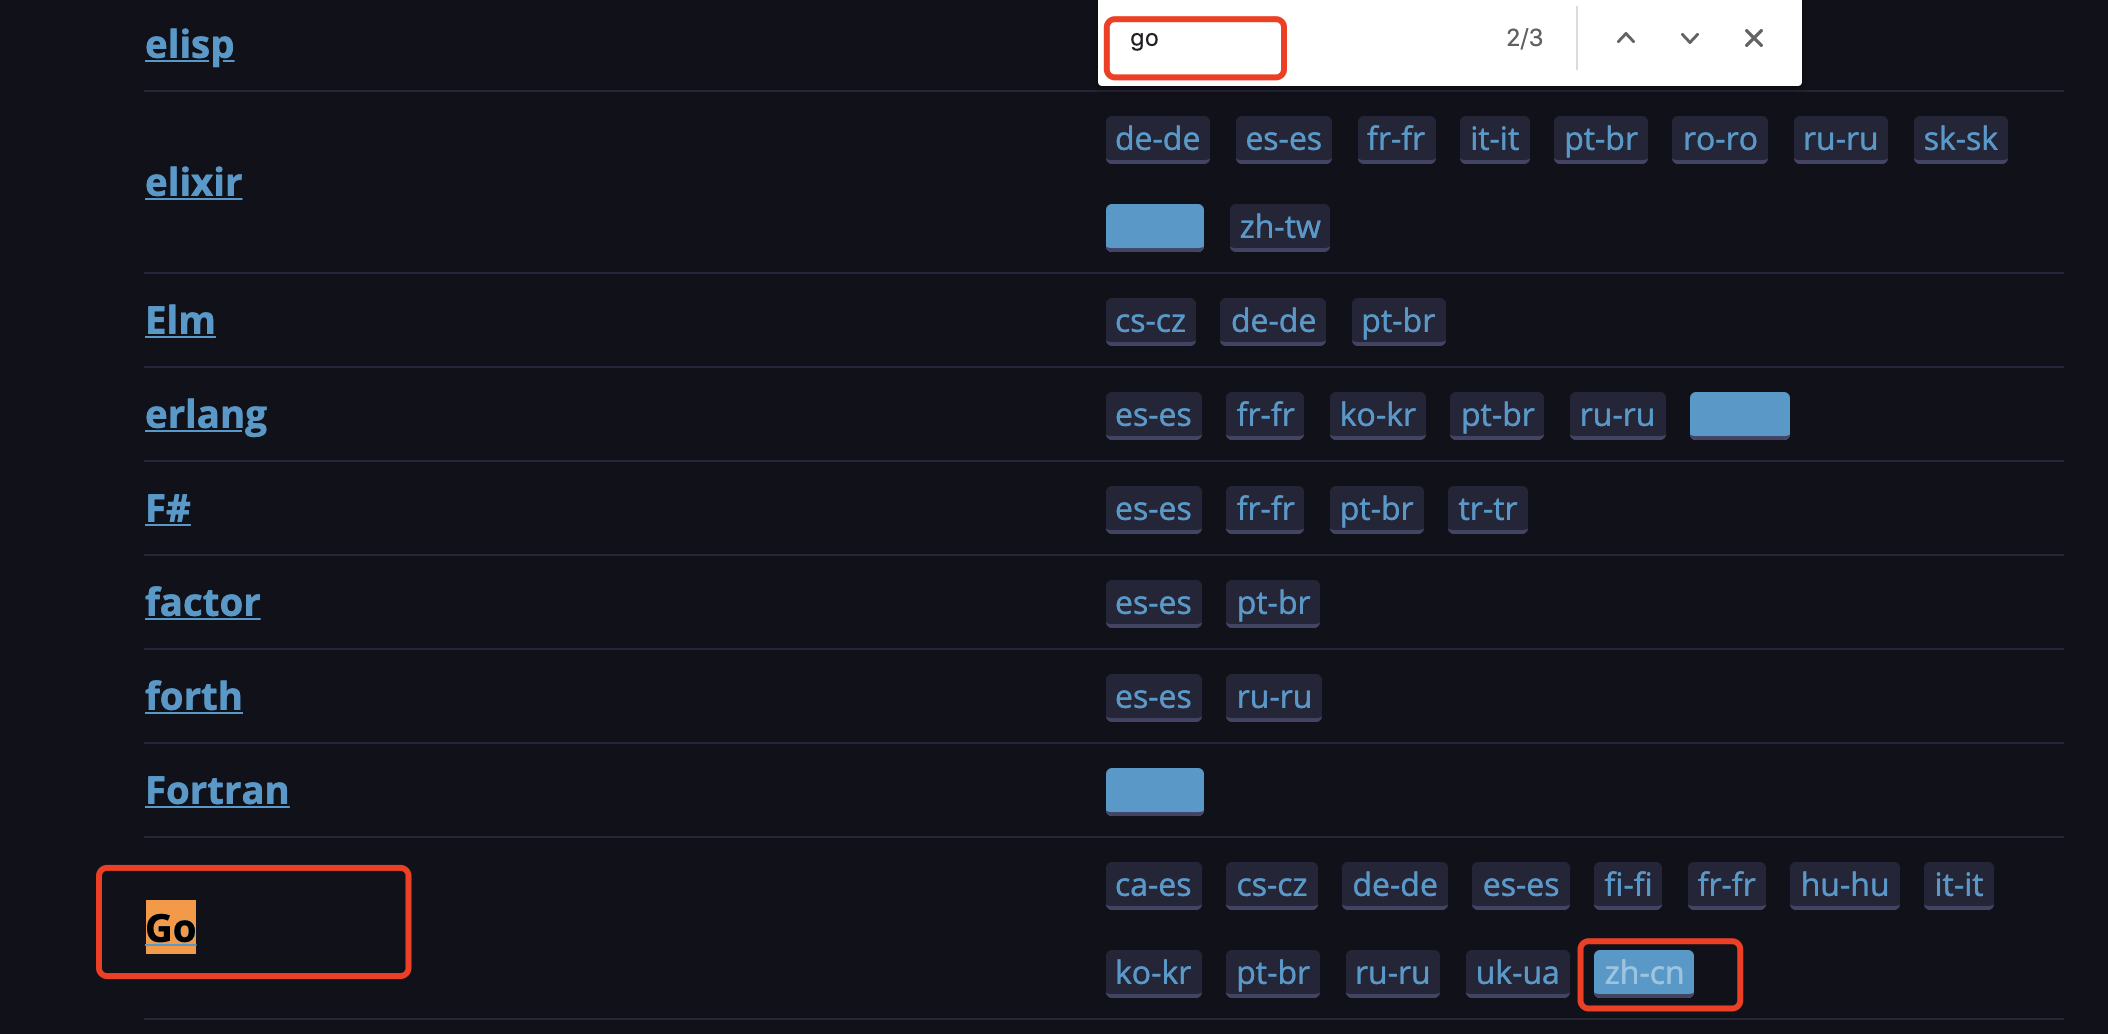 elisp
go 2/3
elixir
de-de es-es fr-fr it-it pt-br ro-ro ru-ru sk-sk
zh-tw
Elm
cs-cz de-de pt-br
erlang
es-es fr-fr ko-kr pt-br ru-ru
F#
es-es fr-fr pt-br tr-tr
factor
es-es pt-br
forth
es-es ru-ru
Fortran
Go
ca-es cs-cz de-de es-es fi-fi fr-fr hu-hu it-it
ko-kr pt-br ru-ru uk-ua zh-cn